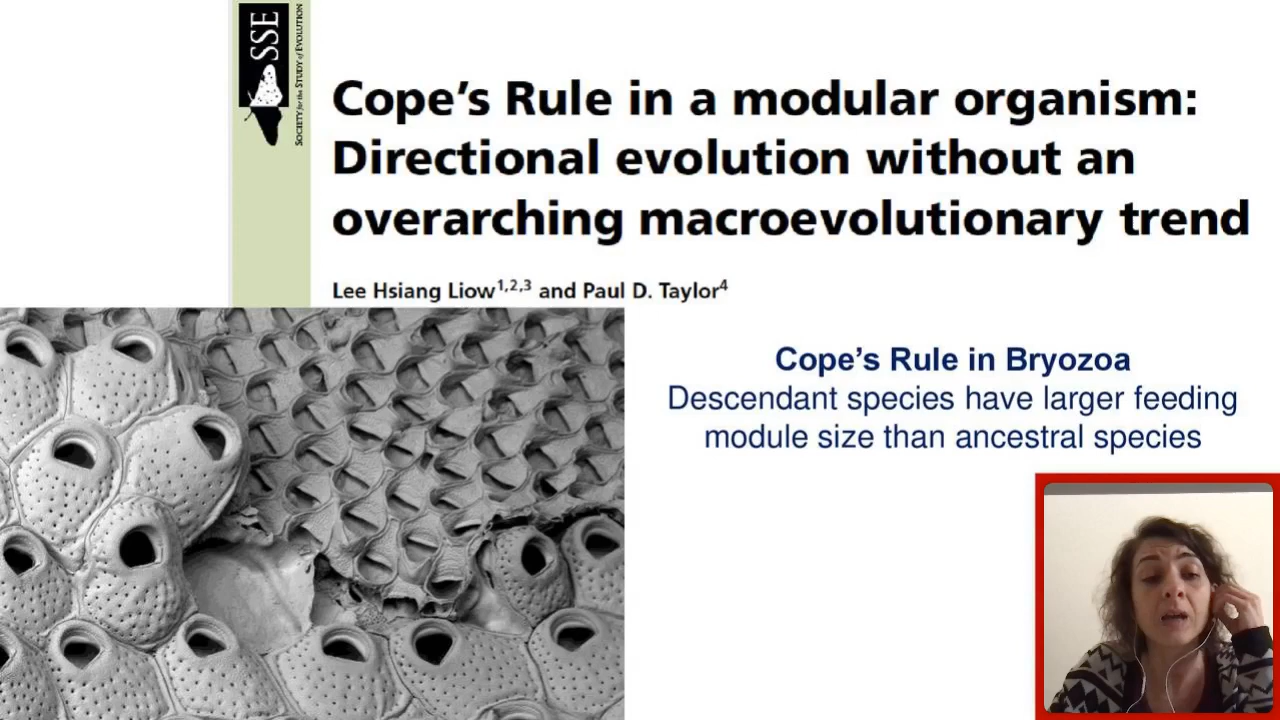 SSE
SOCIETY for the STUDY of EVOLUTION
Cope's Rule in a modular organism:
Directional evolution without an
overarching macroevolutionary trend
Lee Hsiang Liow1,2,3 and Paul D. Taylor4
Cope's Rule in Bryozoa
Descendant species have larger feeding
module size than ancestral species